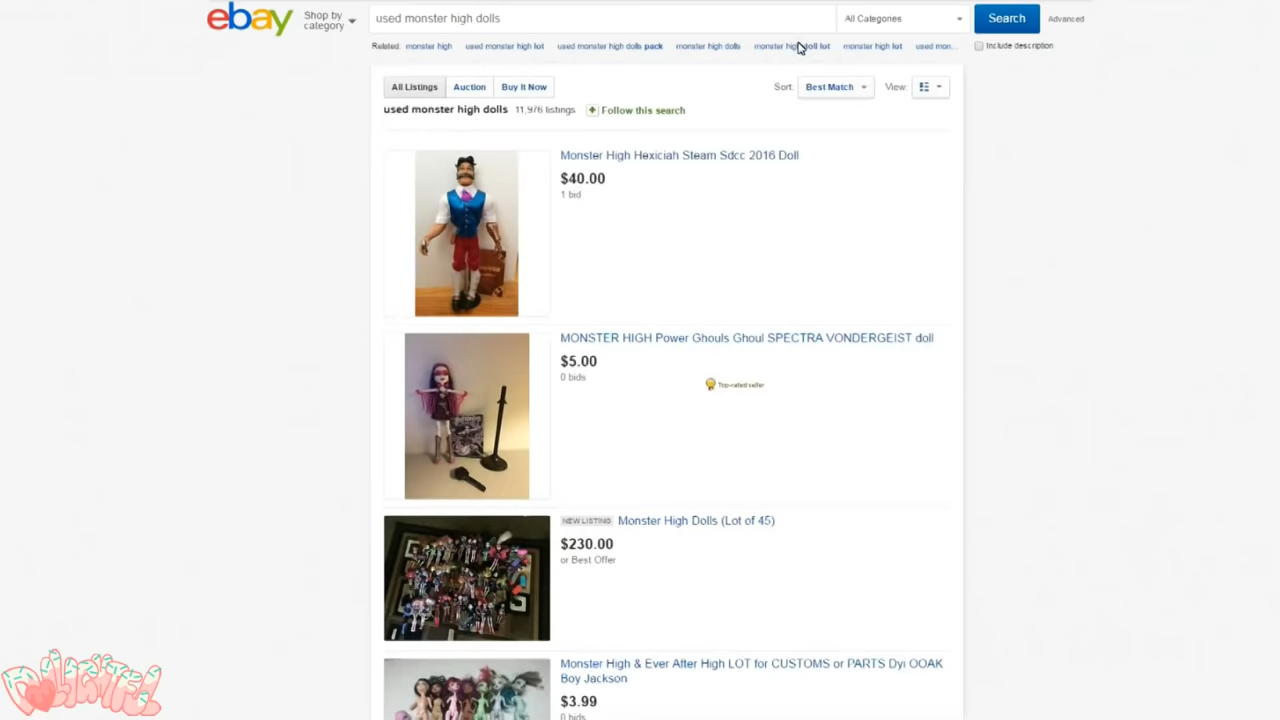 ebay
Shop by
category
used monster high dolls
All Categories
Search
Advanced
Related: monster high used monster high lot used monster high dolls pack monster high dolls monster high doll lot monster high lot used mon...
Include description
All Listings Auction Buy It Now
Sort: Best Match View:
used monster high dolls 11,976 listings + Follow this search
Monster High Hexiciah Steam Sdcc 2016 Doll
$40.00
1 bid
MONSTER HIGH Power Ghouls Ghoul SPECTRA VONDERGEIST doll
$5.00
0 bids
Top-rated seller
NEW LISTING Monster High Dolls (Lot of 45)
$230.00
or Best Offer
Monster High & Ever After High LOT for CUSTOMS or PARTS Dyi OOAK
Boy Jackson
$3.99
0 bids